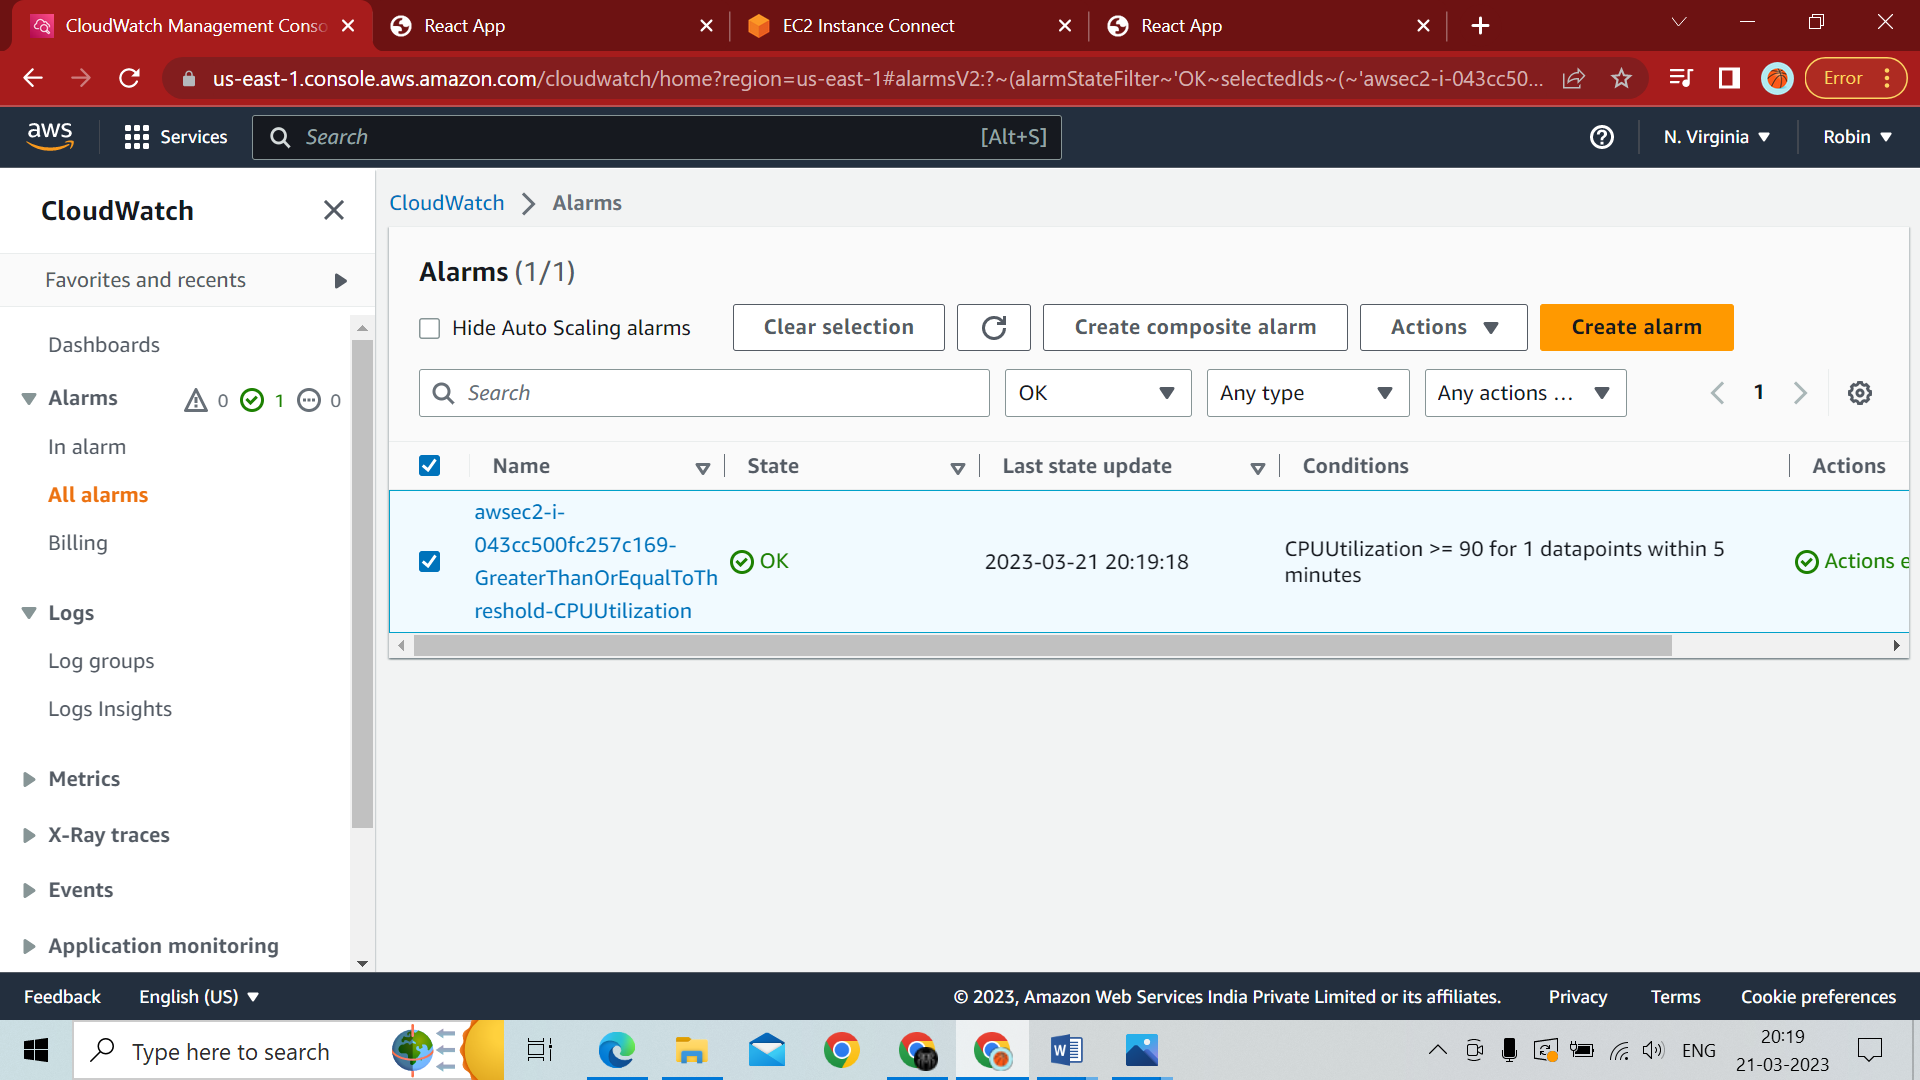 CloudWatch Management Conso
React App
EC2 Instance Connect
React App
us-east-1.console.aws.amazon.com/cloudwatch/home?region=us-east-1#alarmsV2:?~(alarmStateFilter~'OK~selectedIds~(~'awsec2-i-043cc50...
Error
aws
Services
Search
[Alt+S]
N. Virginia
Robin
CloudWatch
Favorites and recents
Dashboards
Alarms
0
1
0
In alarm
All alarms
Billing
Logs
Log groups
Logs Insights
Metrics
X-Ray traces
Events
Application monitoring
CloudWatch
Alarms
Alarms (1/1)
Hide Auto Scaling alarms
Clear selection
Create composite alarm
Actions
Create alarm
Search
OK
Any type
Any actions ...
1
Name
State
Last state update
Conditions
Actions
awsec2-i-
043cc500fc257c169-
GreaterThanOrEqualToTh
reshold-CPUUtilization
OK
2023-03-21 20:19:18
CPUUtilization >= 90 for 1 datapoints within 5
minutes
Actions e
Feedback
English (US)
© 2023, Amazon Web Services India Private Limited or its affiliates.
Privacy
Terms
Cookie preferences
Type here to search
ENG
20:19
21-03-2023